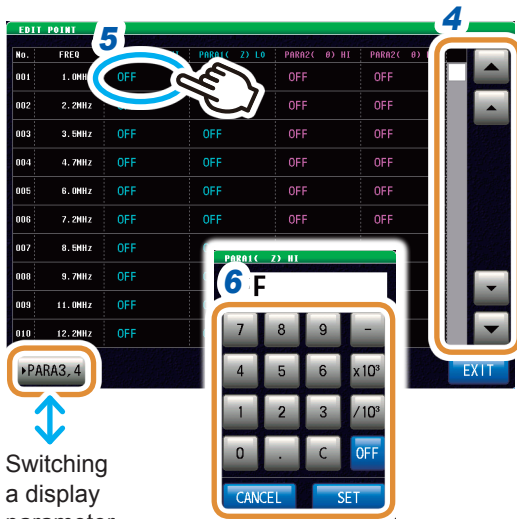 4
EDIT POINT
5
No. FREQ PARA1( Z) LO PARA2( θ) HI PARA2( θ)
001 1.0MH OFF OFF OFF
002 2.2MHz OFF OFF
003 3.5MHz OFF OFF OFF OFF
004 4.7MHz OFF OFF OFF OFF
005 6.0MHz OFF OFF OFF OFF
006 7.2MHz OFF OFF OFF OFF
007 8.5MHz OFF OFF OFF
008 9.7MHz OFF
009 11.0MHz OFF
010 12.2MHz OFF
PARA1( Z) HI
6
F
7 8 9 -
4 5 6 x10³
1 2 3 /10³
0 . C OFF
CANCEL SET
▸PARA3,4
EXIT
Switching
a display